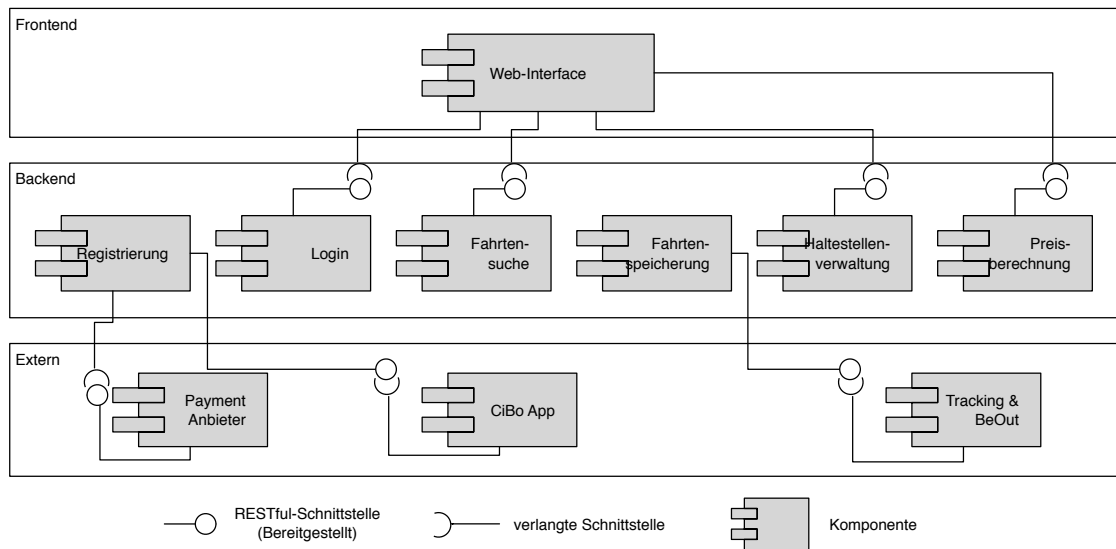 Frontend
Web-Interface
Backend
Registrierung
Login
Fahrten-
suche
Fahrten-
speicherung
Haltestellen-
verwaltung
Preis-
berechnung
Extern
Payment
Anbieter
CiBo App
Tracking &
BeOut
RESTful-Schnittstelle
(Bereitgestellt)
verlangte Schnittstelle
Komponente